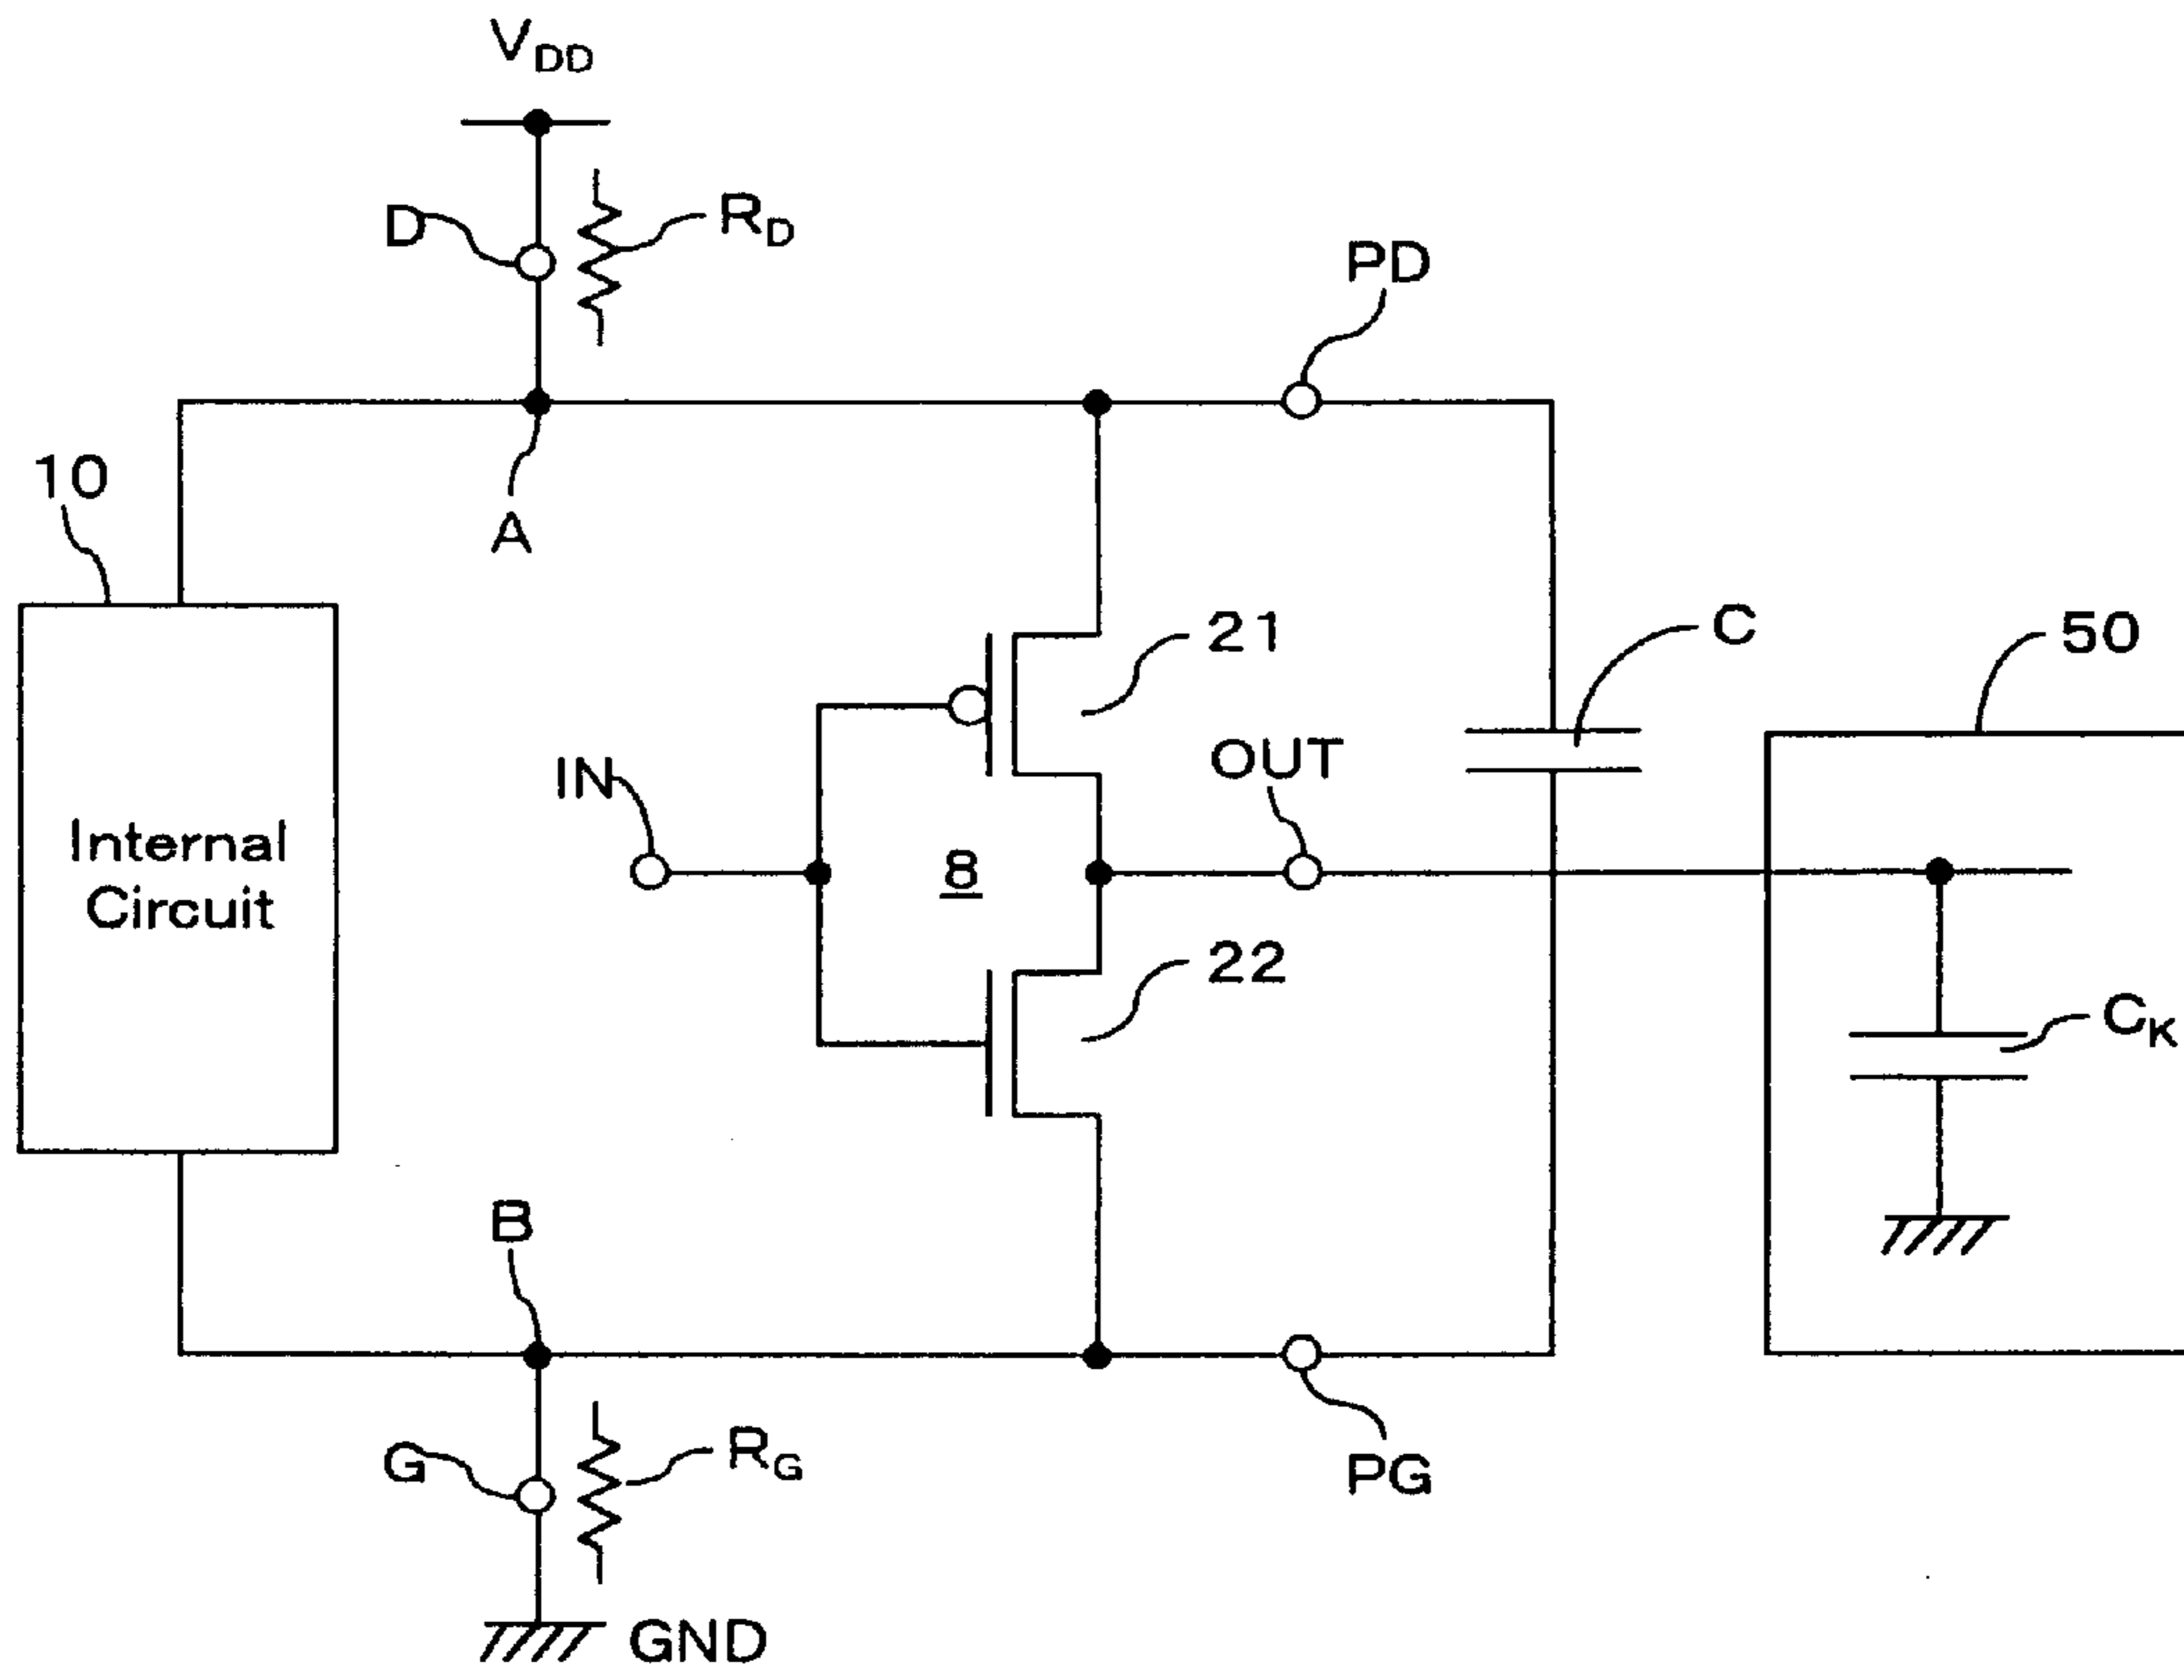 VDD
D
RD
PD
10
A
21
C
50
IN
OUT
8
Internal
Circuit
22
CK
B
G
RG
PG
GND